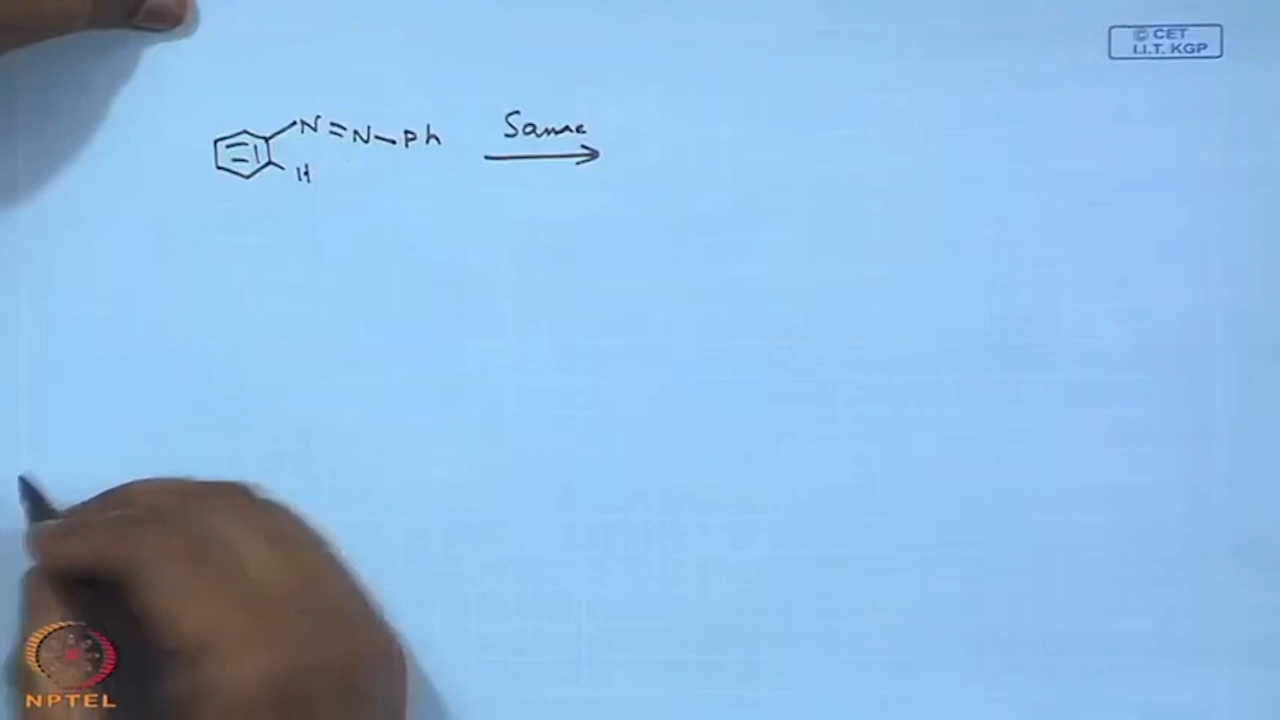 © CET
I.I.T. KGP
Same
N=N-Ph
H
NPTEL